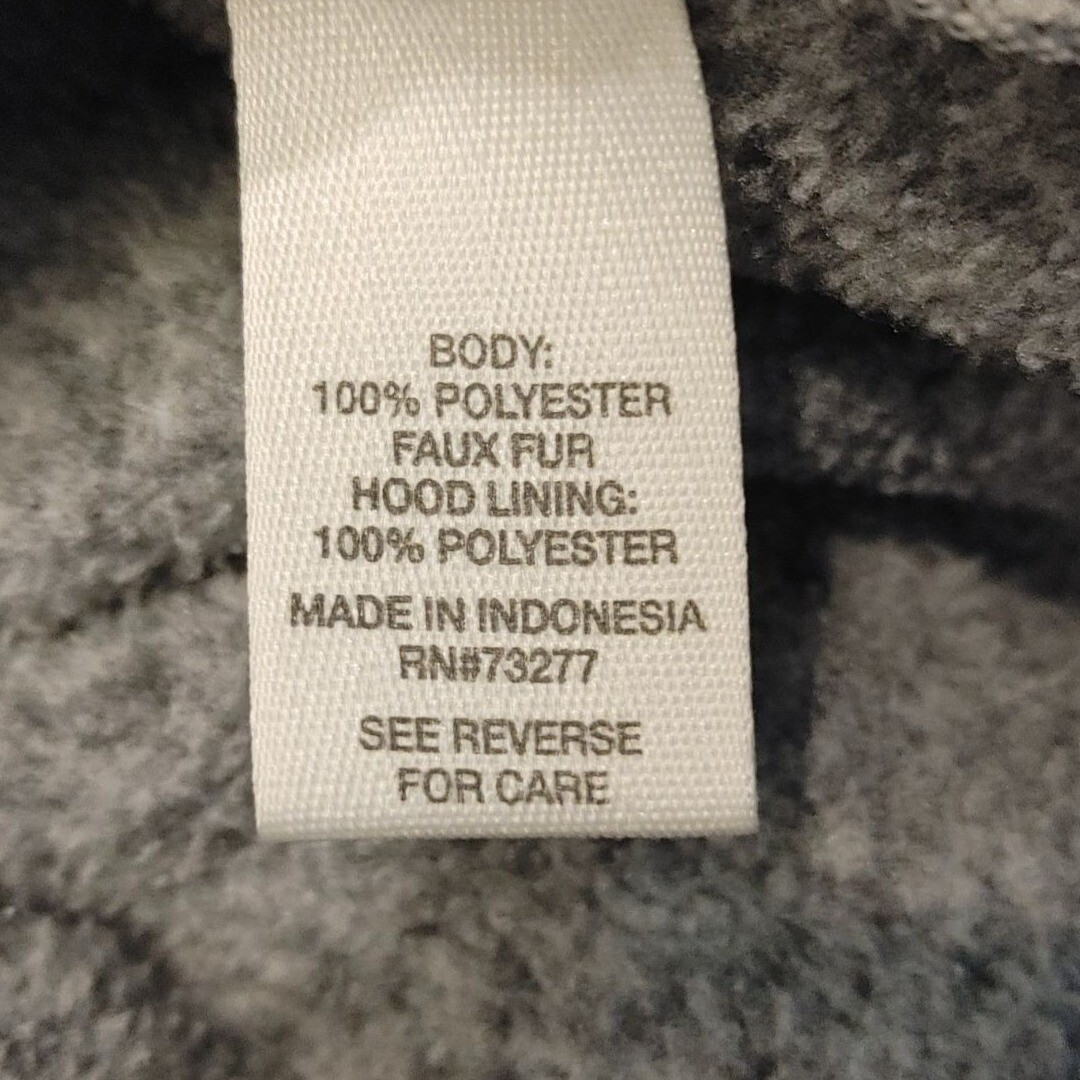 BODY:
100% POLYESTER
FAUX FUR
HOOD LINING:
100% POLYESTER
MADE IN INDONESIA
RN#73277
SEE REVERSE
FOR CARE